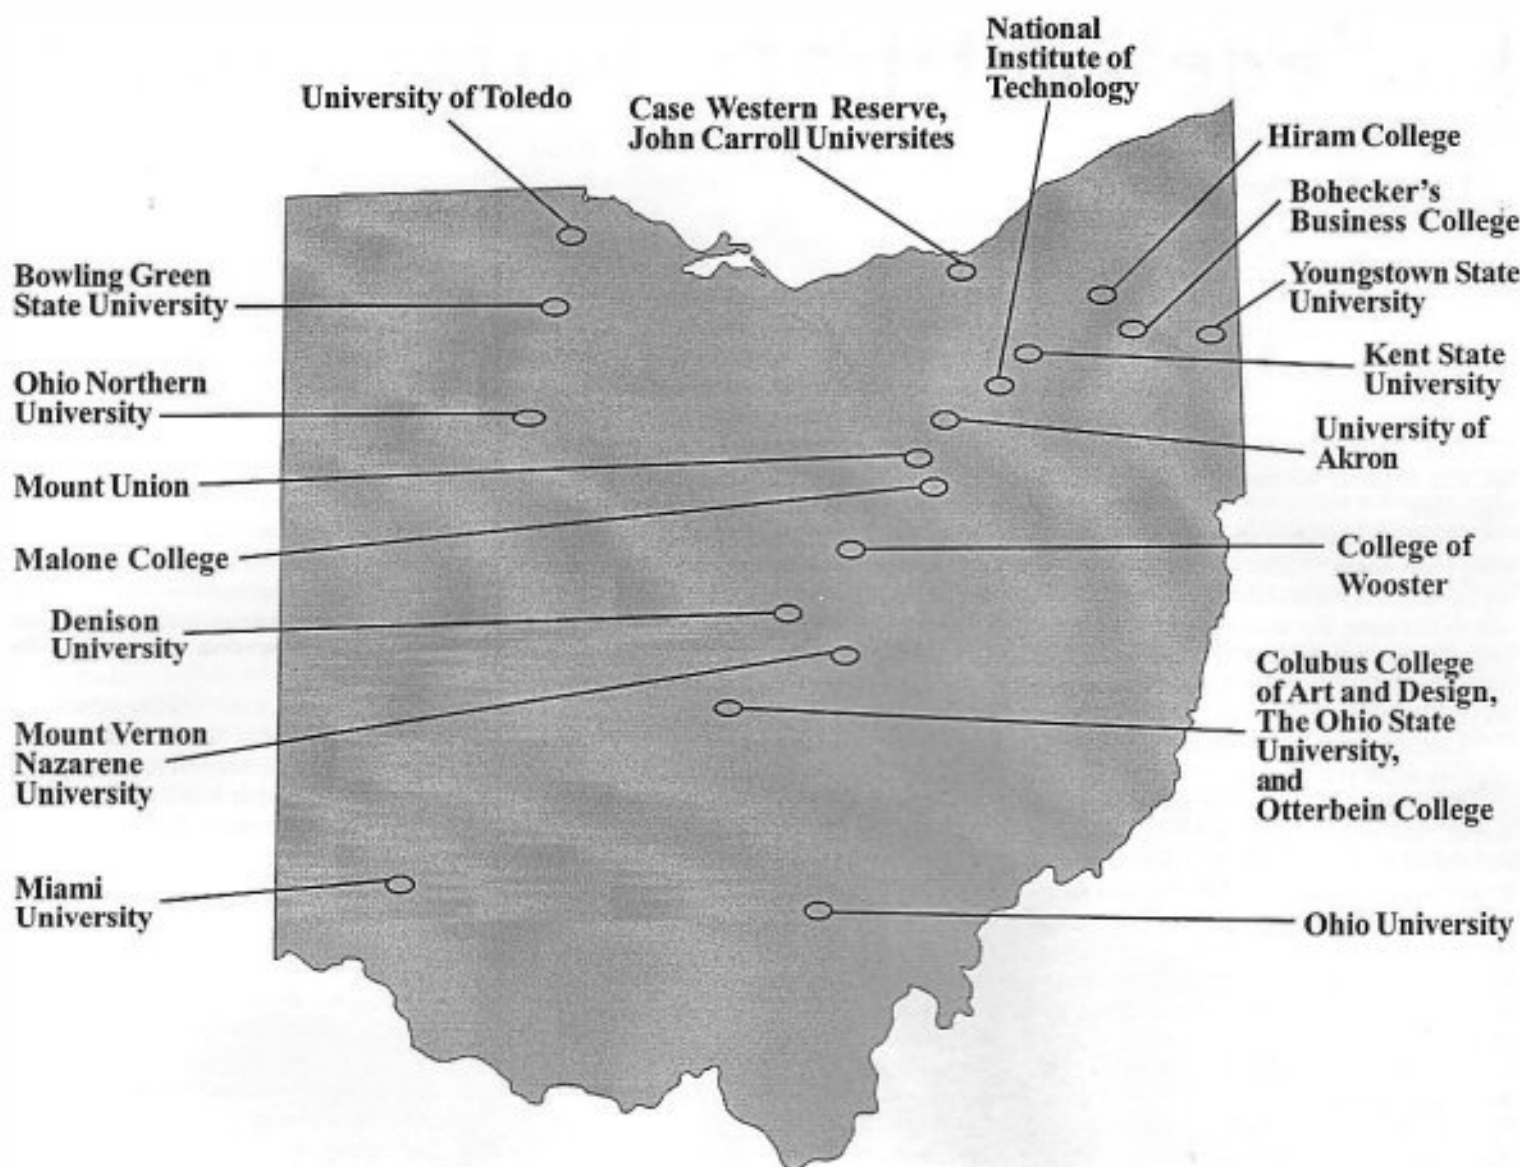 National
Institute of
Technology
University of Toledo
Case Western Reserve,
John Carroll Universites
Hiram College
Bohecker's
Business College
Bowling Green
State University
Youngstown State
University
Kent State
University
Ohio Northern
University
University of
Akron
Mount Union
Malone College
College of
Wooster
Denison
University
Colubus College
of Art and Design,
The Ohio State
University,
and
Otterbein College
Mount Vernon
Nazarene
University
Miami
University
Ohio University